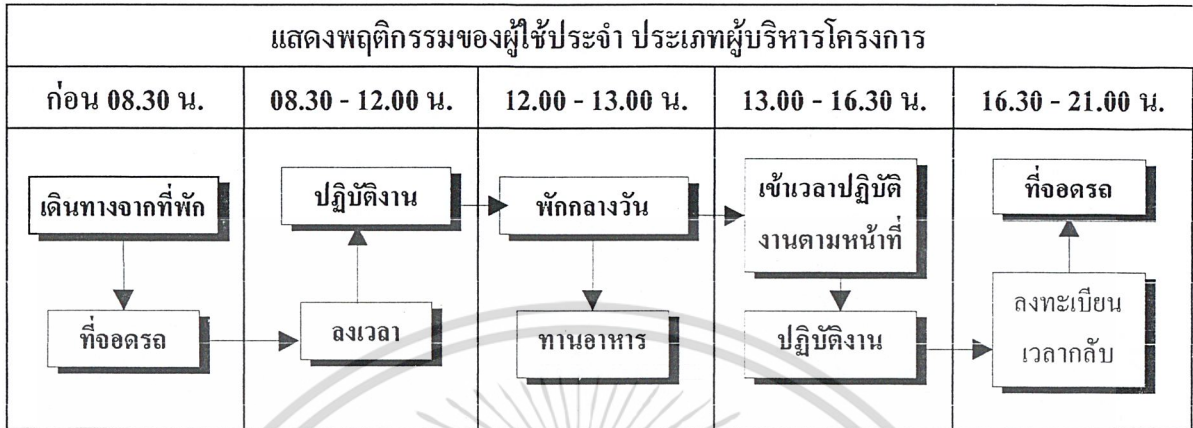 แสดงพฤติกรรมของผู้ใช้ประจำ ประเภทผู้บริหารโครงการ
ก่อน 08.30 น.
08.30 - 12.00 น.
12.00 - 13.00 น.
13.00 - 16.30 น.
16.30 - 21.00 น.
เดินทางจากที่พัก
ที่จอดรถ
ปฏิบัติงาน
ลงเวลา
พักกลางวัน
ทานอาหาร
เข้าเวลาปฏิบัติ
งานตามหน้าที่
ปฏิบัติงาน
ที่จอดรถ
ลงทะเบียน
เวลากลับ